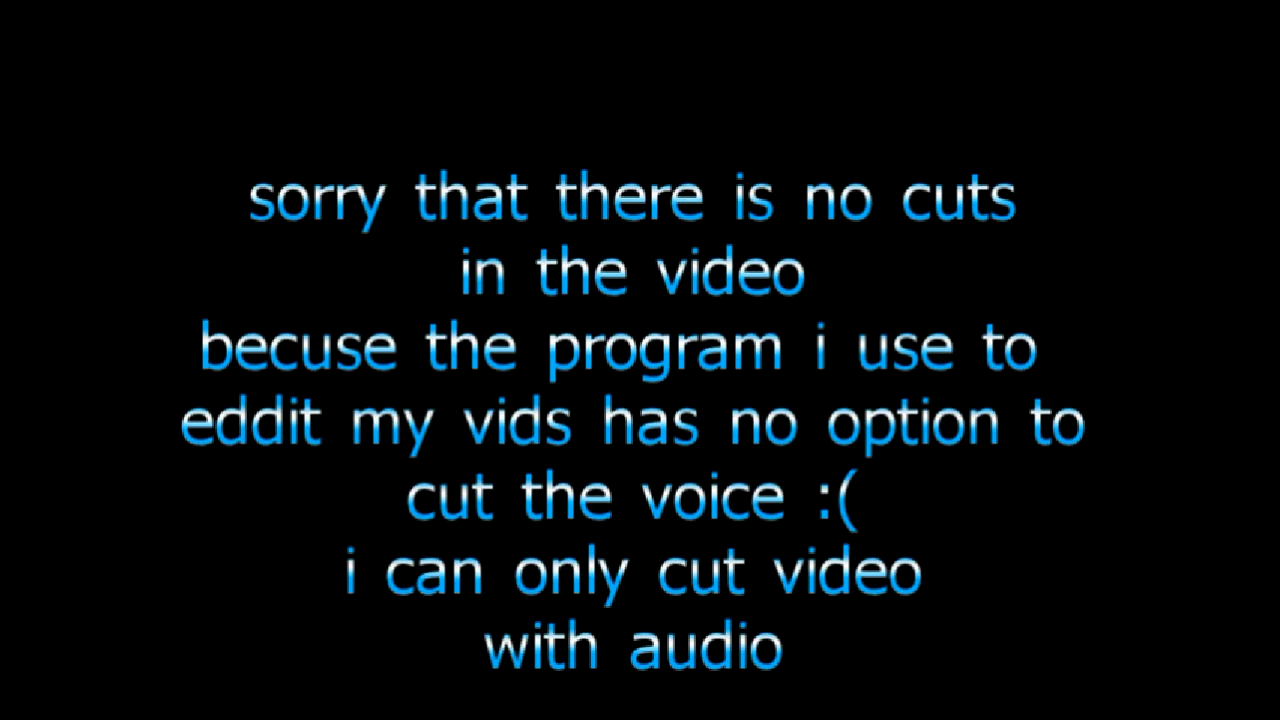 sorry that there is no cuts
in the video
becuse the program i use to
eddit my vids has no option to
cut the voice :(
i can only cut video
with audio